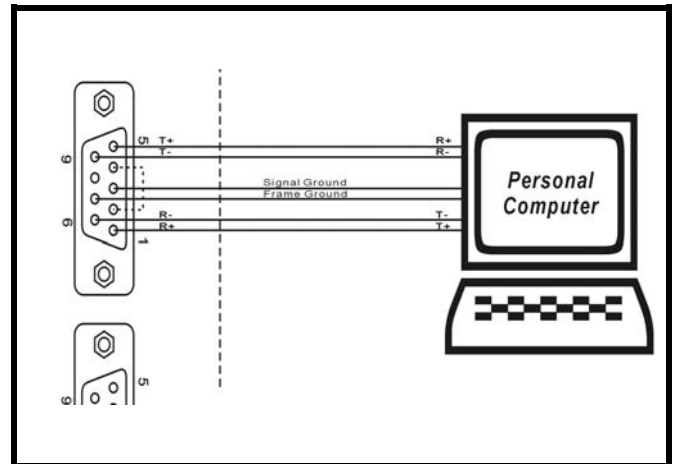 5 T+ R+
9 T- R-
Signal Ground
Frame Ground
Personal
Computer
6 R- T-
1 R+ T+
5
9